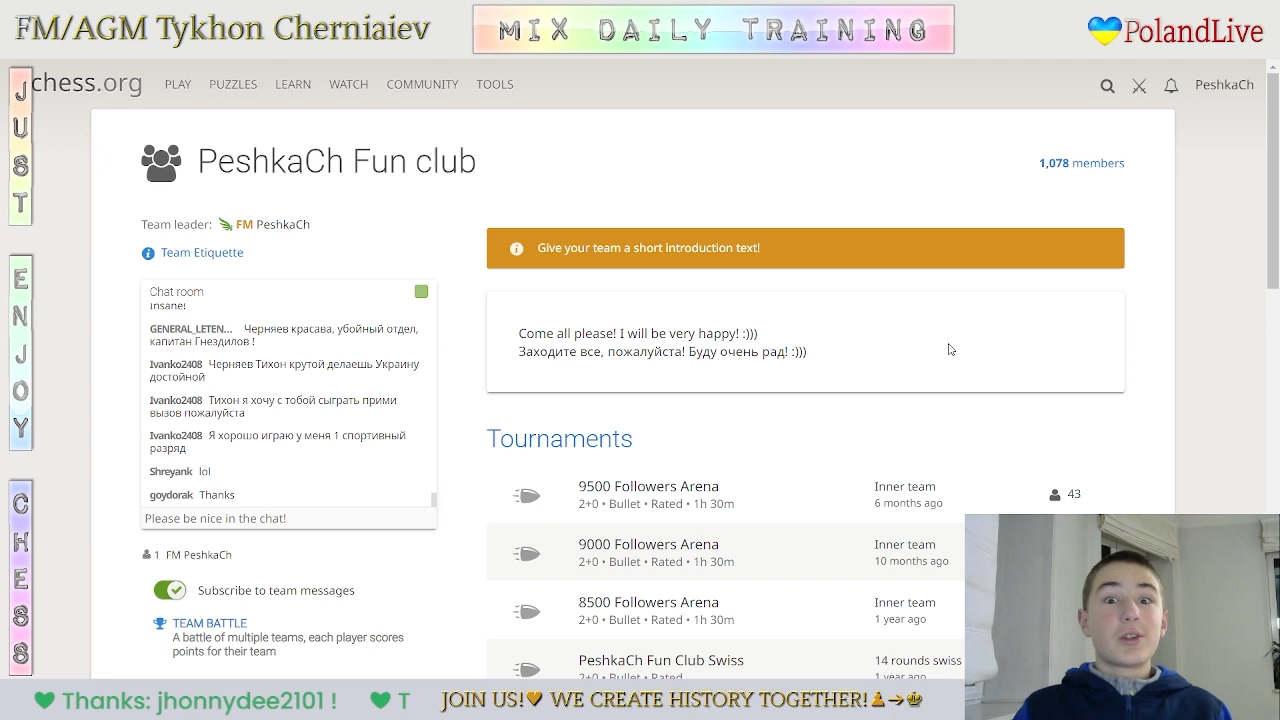 FM/AGM Tykhon Cherniaiev
MIX DAILY TRAINING
PolandLive
JUST
ENJOY
CHESS
chess.org
PLAY
PUZZLES
LEARN
WATCH
COMMUNITY
TOOLS
PeshkaCh
PeshkaCh Fun club
1,078 members
Team leader: FM PeshkaCh
Team Etiquette
Give your team a short introduction text!
Chat room
insane!
GENERAL_LETEN... Черняев красава, убойный отдел,
капитан Гнездилов !
Ivanko2408 Черняев Тихон крутой делаешь Украину
достойной
Ivanko2408 Тихон я хочу с тобой сыграть прими
вызов пожалуйста
Ivanko2408 Я хорошо играю у меня 1 спортивный
разряд
Shreyank lol
goydorak Thanks
Please be nice in the chat!
1 FM PeshkaCh
Subscribe to team messages
TEAM BATTLE
A battle of multiple teams, each player scores
points for their team
Come all please! I will be very happy! :)))
Заходите все, пожалуйста! Буду очень рад! :)))
Tournaments
9500 Followers Arena
2+0 • Bullet • Rated • 1h 30m
Inner team
6 months ago
43
9000 Followers Arena
2+0 • Bullet • Rated • 1h 30m
Inner team
10 months ago
8500 Followers Arena
2+0 • Bullet • Rated • 1h 30m
Inner team
1 year ago
PeshkaCh Fun Club Swiss
14 rounds swiss
Thanks: jhonnydee2101 !
T
JOIN US! WE CREATE HISTORY TOGETHER!